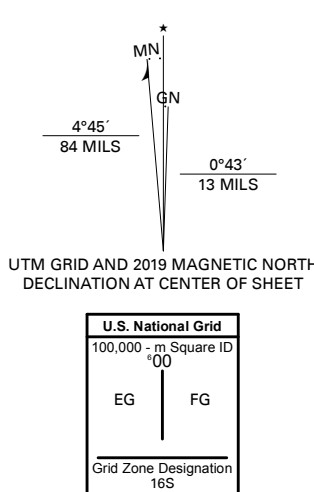 ★
MN
GN
4°45´
84 MILS
0°43´
13 MILS
UTM GRID AND 2019 MAGNETIC NORTH
DECLINATION AT CENTER OF SHEET
U.S. National Grid
100,000 - m Square ID
⁶00
EG FG
Grid Zone Designation
16S